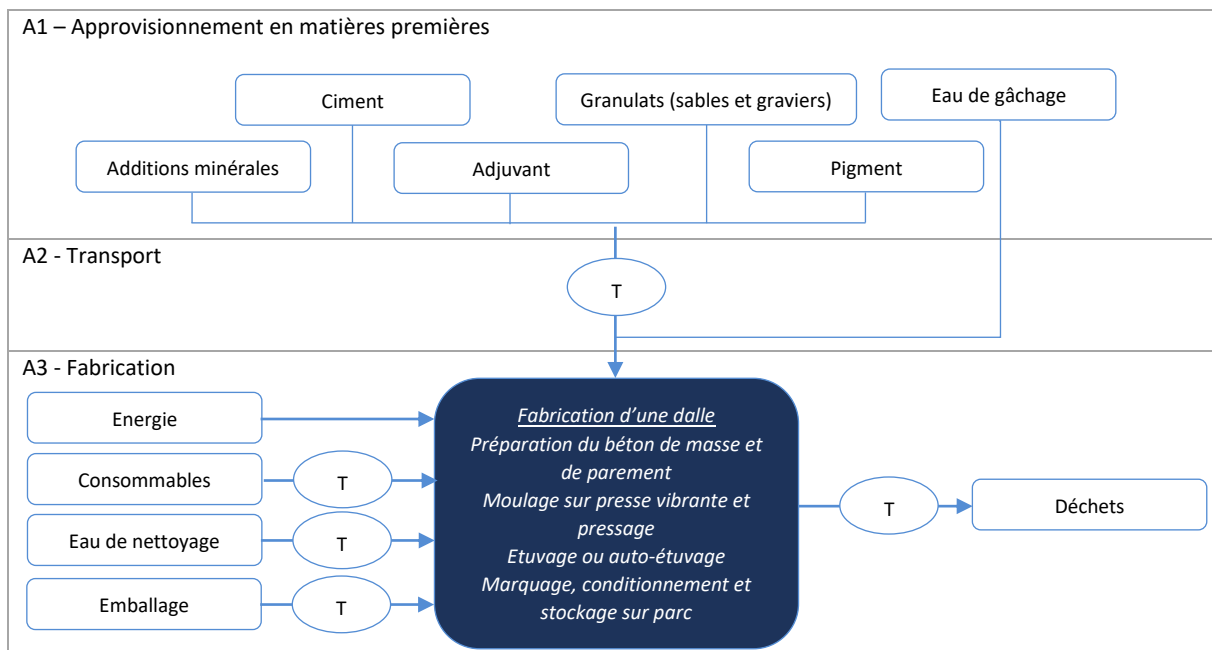 A1 – Approvisionnement en matières premières
Ciment
Granulats (sables et graviers)
Eau de gâchage
Additions minérales
Adjuvant
Pigment
A2 - Transport
T
A3 - Fabrication
Energie
Consommables
T
Eau de nettoyage
T
Emballage
T
Fabrication d'une dalle
Préparation du béton de masse et
de parement
Moulage sur presse vibrante et
pressage
Etuvage ou auto-étuvage
Marquage, conditionnement et
stockage sur parc
T
Déchets